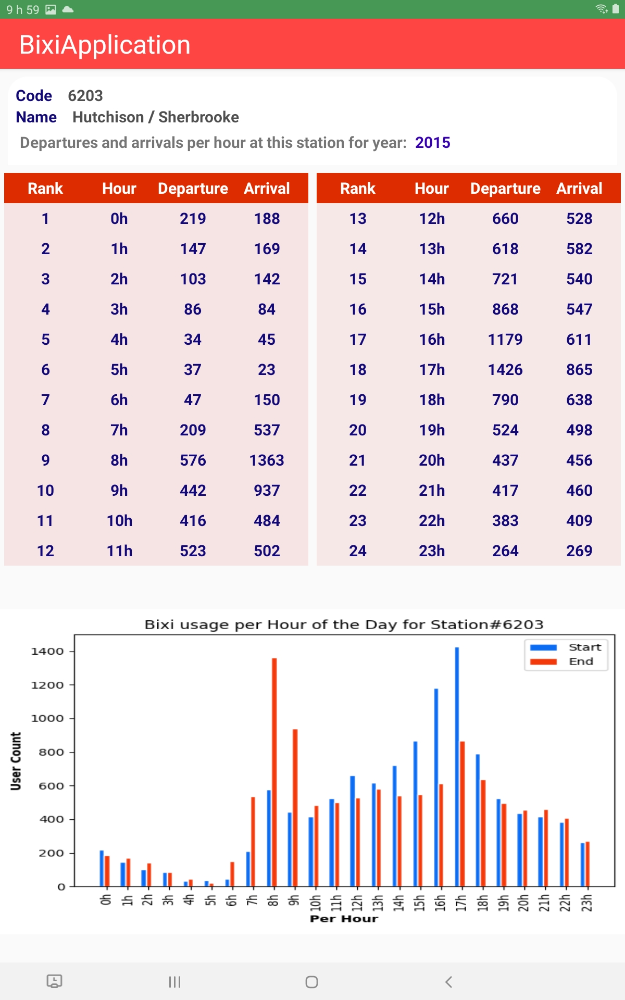 9 h 59
BixiApplication
Code 6203
Name Hutchison / Sherbrooke
Departures and arrivals per hour at this station for year: 2015
Rank Hour Departure Arrival Rank Hour Departure Arrival
1 0h 219 188 13 12h 660 528
2 1h 147 169 14 13h 618 582
3 2h 103 142 15 14h 721 540
4 3h 86 84 16 15h 868 547
5 4h 34 45 17 16h 1179 611
6 5h 37 23 18 17h 1426 865
7 6h 47 150 19 18h 790 638
8 7h 209 537 20 19h 524 498
9 8h 576 1363 21 20h 437 456
10 9h 442 937 22 21h 417 460
11 10h 416 484 23 22h 383 409
12 11h 523 502 24 23h 264 269
Bixi usage per Hour of the Day for Station#6203
Start
End
1400
1200
1000
800
600
400
200
0
User Count
0h 1h 2h 3h 4h 5h 6h 7h 8h 9h 10h 11h 12h 13h 14h 15h 16h 17h 18h 19h 20h 21h 22h 23h
Per Hour